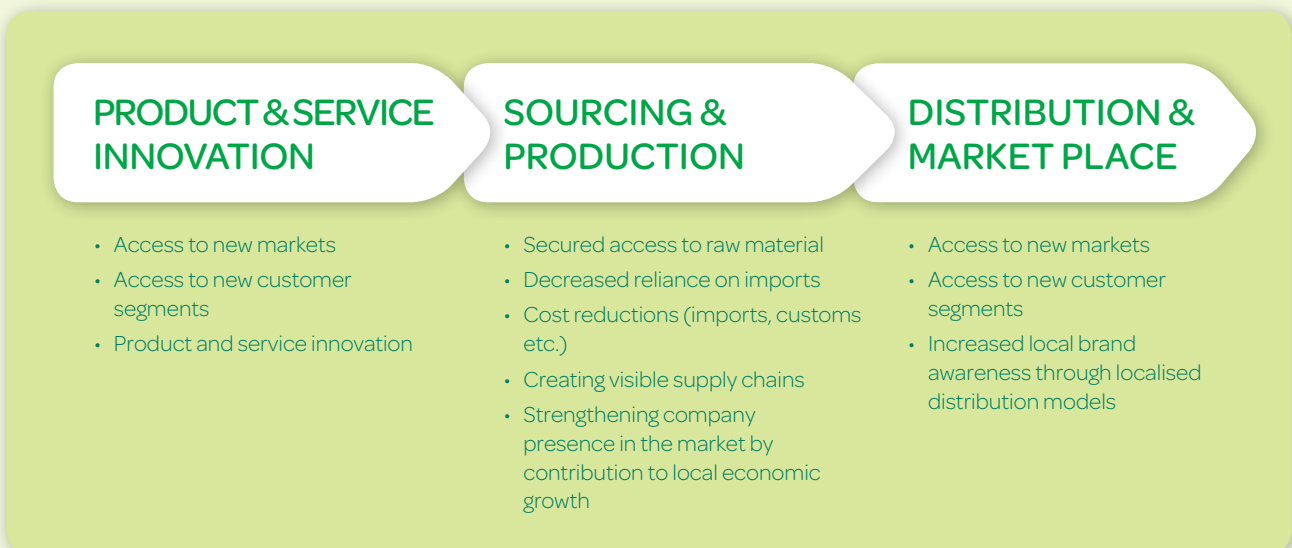 PRODUCT & SERVICE
INNOVATION
• Access to new markets
• Access to new customer
segments
• Product and service innovation
SOURCING &
PRODUCTION
• Secured access to raw material
• Decreased reliance on imports
• Cost reductions (imports, customs
etc.)
• Creating visible supply chains
• Strengthening company
presence in the market by
contribution to local economic
growth
DISTRIBUTION &
MARKET PLACE
• Access to new markets
• Access to new customer
segments
• Increased local brand
awareness through localised
distribution models